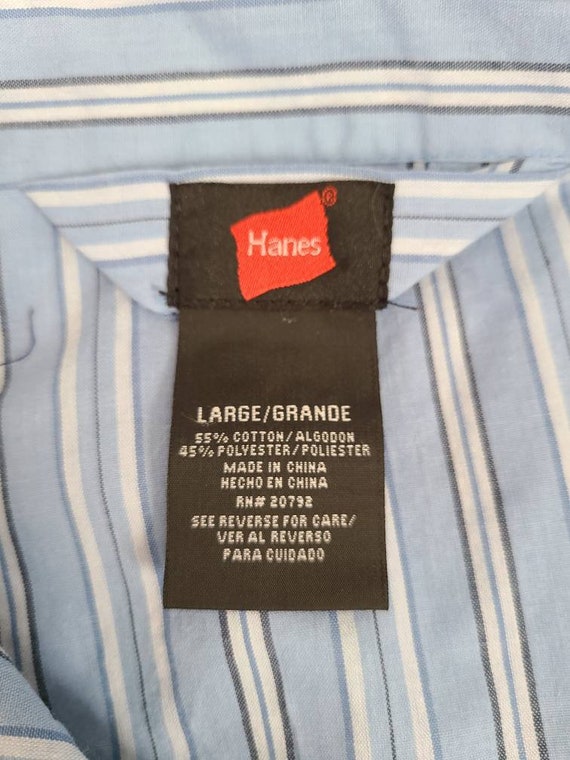 Hanes®
LARGE/GRANDE
55% COTTON/ALGODON
45% POLYESTER/POLIESTER
MADE IN CHINA
HECHO EN CHINA
RN# 20792
SEE REVERSE FOR CARE/
VER AL REVERSO
PARA CUIDADO